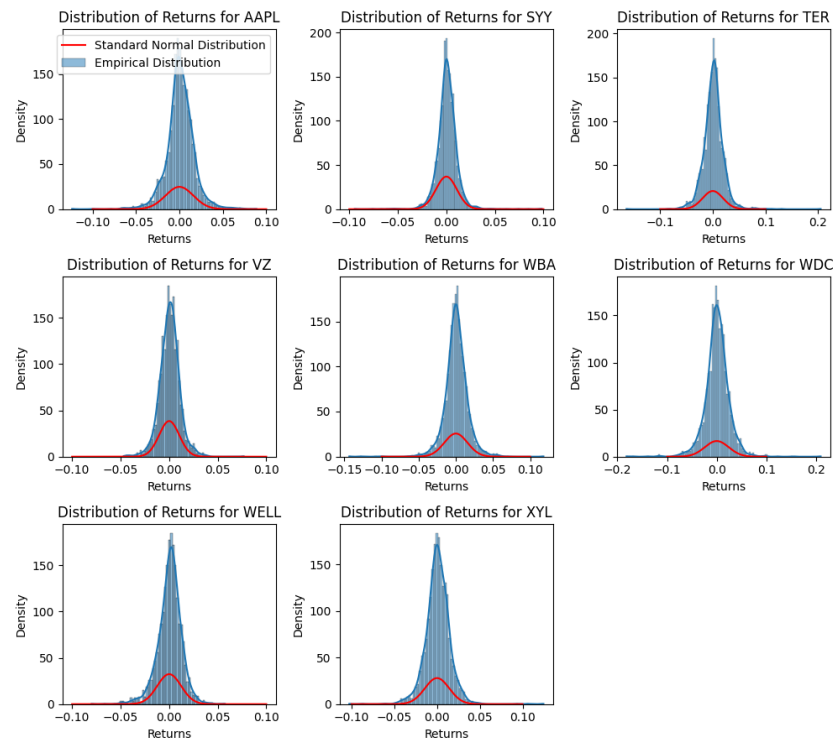 Distribution of Returns for AAPL
Standard Normal Distribution
Empirical Distribution
Density
150
100
50
0
−0.10 −0.05 0.00 0.05 0.10
Returns
Distribution of Returns for SYY
Density
200
150
100
50
0
−0.10 −0.05 0.00 0.05 0.10
Returns
Distribution of Returns for TER
Density
200
150
100
50
0
−0.1 0.0 0.1 0.2
Returns
Distribution of Returns for VZ
Density
150
100
50
0
−0.10 −0.05 0.00 0.05 0.10
Returns
Distribution of Returns for WBA
Density
150
100
50
0
−0.15 −0.10 −0.05 0.00 0.05 0.10
Returns
Distribution of Returns for WDC
Density
150
100
50
0
−0.2 −0.1 0.0 0.1 0.2
Returns
Distribution of Returns for WELL
Density
150
100
50
0
−0.10 −0.05 0.00 0.05 0.10
Returns
Distribution of Returns for XYL
Density
150
100
50
0
−0.10 −0.05 0.00 0.05 0.10
Returns